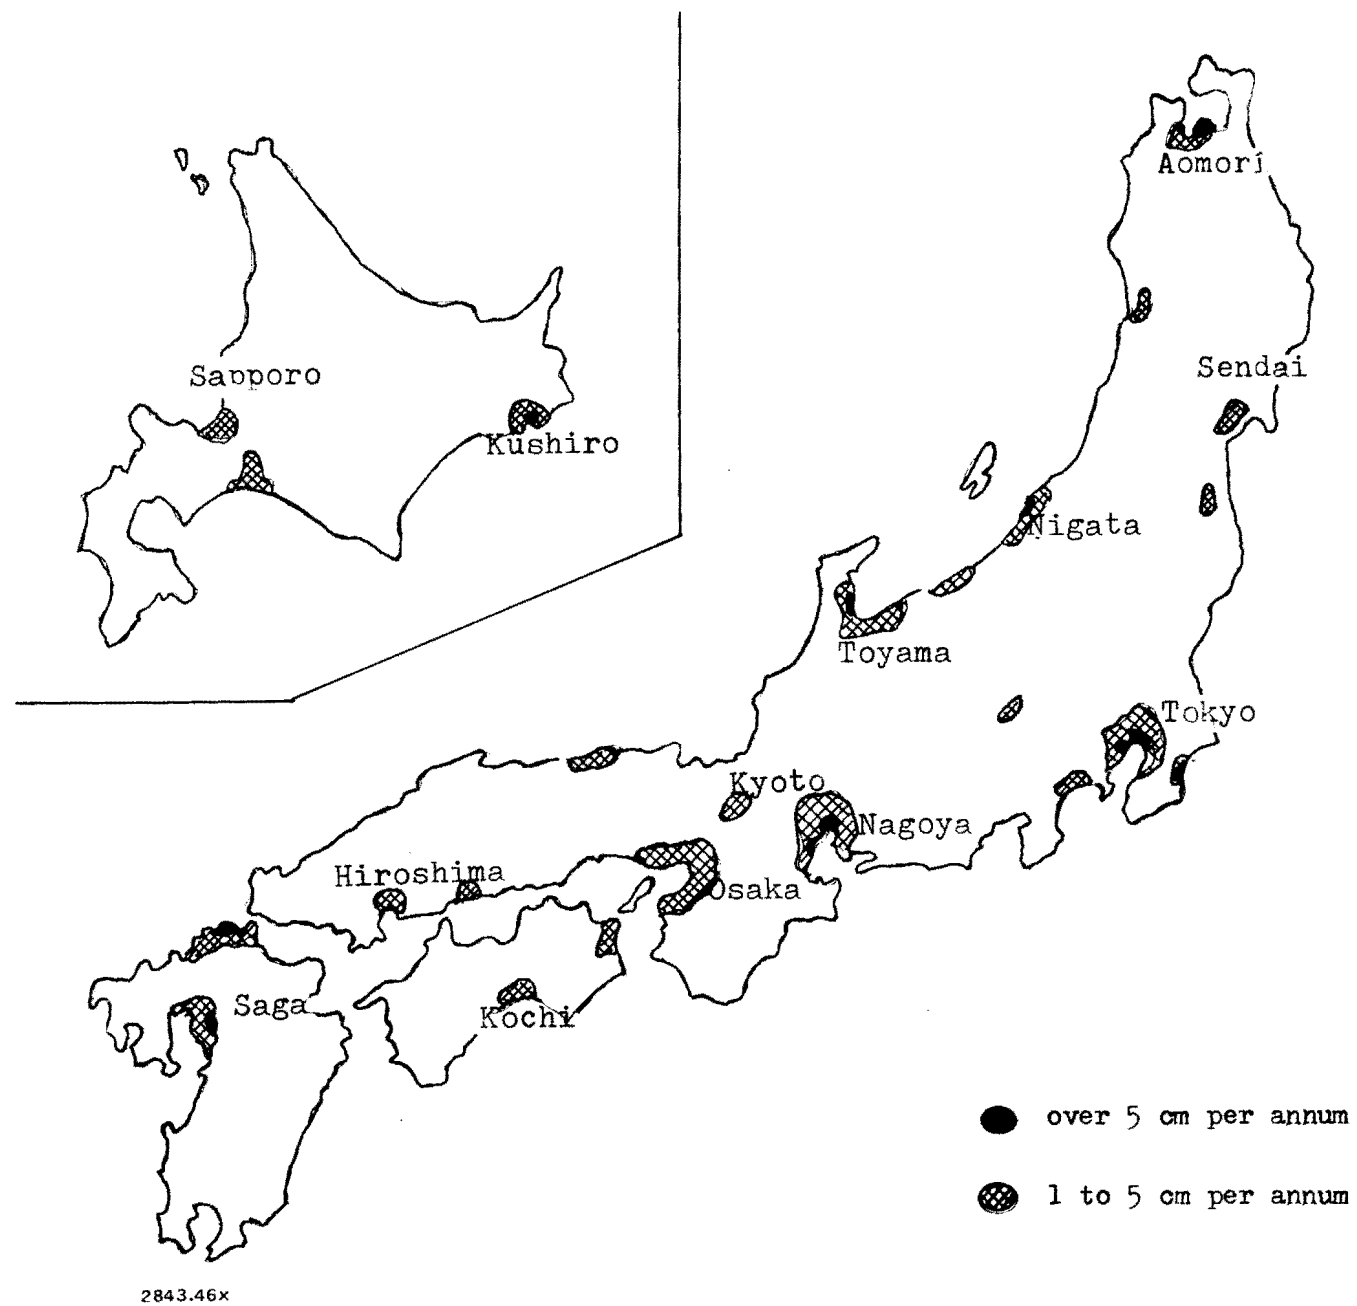 Aomori
Sendai
Sapporo
Kushiro
Nigata
Toyama
Tokyo
Kyoto
Nagoya
Hiroshima
Osaka
Saga
Kochi
over 5 cm per annum
1 to 5 cm per annum
2843.46x